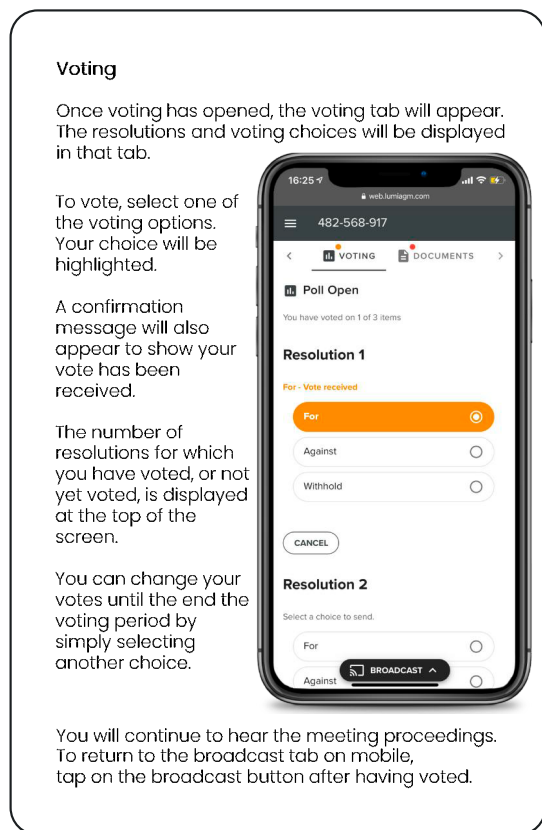 Voting
Once voting has opened, the voting tab will appear.
The resolutions and voting choices will be displayed
in that tab.
To vote, select one of
the voting options.
Your choice will be
highlighted.
A confirmation
message will also
appear to show your
vote has been
received.
The number of
resolutions for which
you have voted, or not
yet voted, is displayed
at the top of the
screen.
You can change your
votes until the end the
voting period by
simply selecting
another choice.
16:25
web.lumiagm.com
482-568-917
VOTING DOCUMENTS
Poll Open
You have voted on 1 of 3 items
Resolution 1
For - Vote received
For
Against
Withhold
CANCEL
Resolution 2
Select a choice to send.
For
BROADCAST
Against
You will continue to hear the meeting proceedings.
To return to the broadcast tab on mobile,
tap on the broadcast button after having voted.